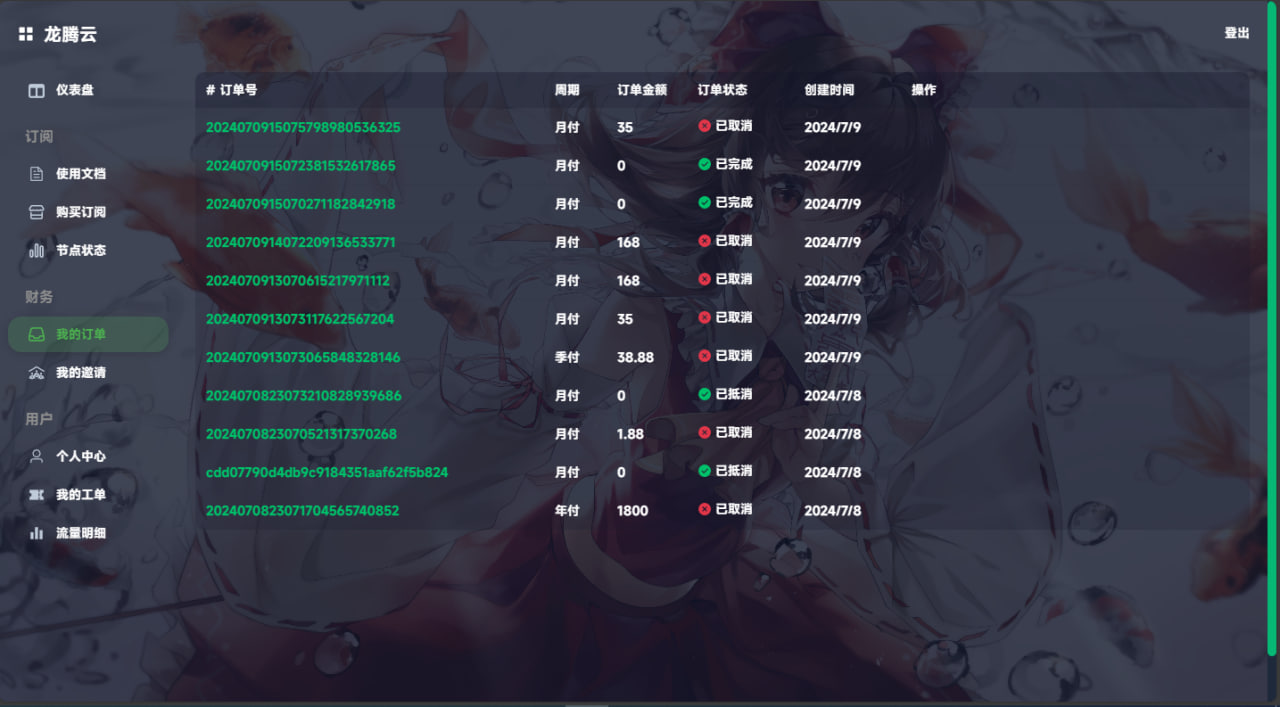 龙腾云
登出
仪表盘
订阅
使用文档
购买订阅
节点状态
财务
我的订单
我的邀请
用户
个人中心
我的工单
流量明细
# 订单号 周期 订单金额 订单状态 创建时间 操作
2024070915075798980536325 月付 35 已取消 2024/7/9
2024070915072381532617865 月付 0 已完成 2024/7/9
2024070915070271182842918 月付 0 已完成 2024/7/9
2024070914072209136533771 月付 168 已取消 2024/7/9
2024070913070615217971112 月付 168 已取消 2024/7/9
2024070913073117622567204 月付 35 已取消 2024/7/9
2024070913073065848328146 季付 38.88 已取消 2024/7/9
2024070823073210828939686 月付 0 已抵消 2024/7/8
2024070823070521317370268 月付 1.88 已取消 2024/7/8
cdd07790d4db9c9184351aaf62f5b824 月付 0 已抵消 2024/7/8
2024070823071704565740852 年付 1800 已取消 2024/7/8